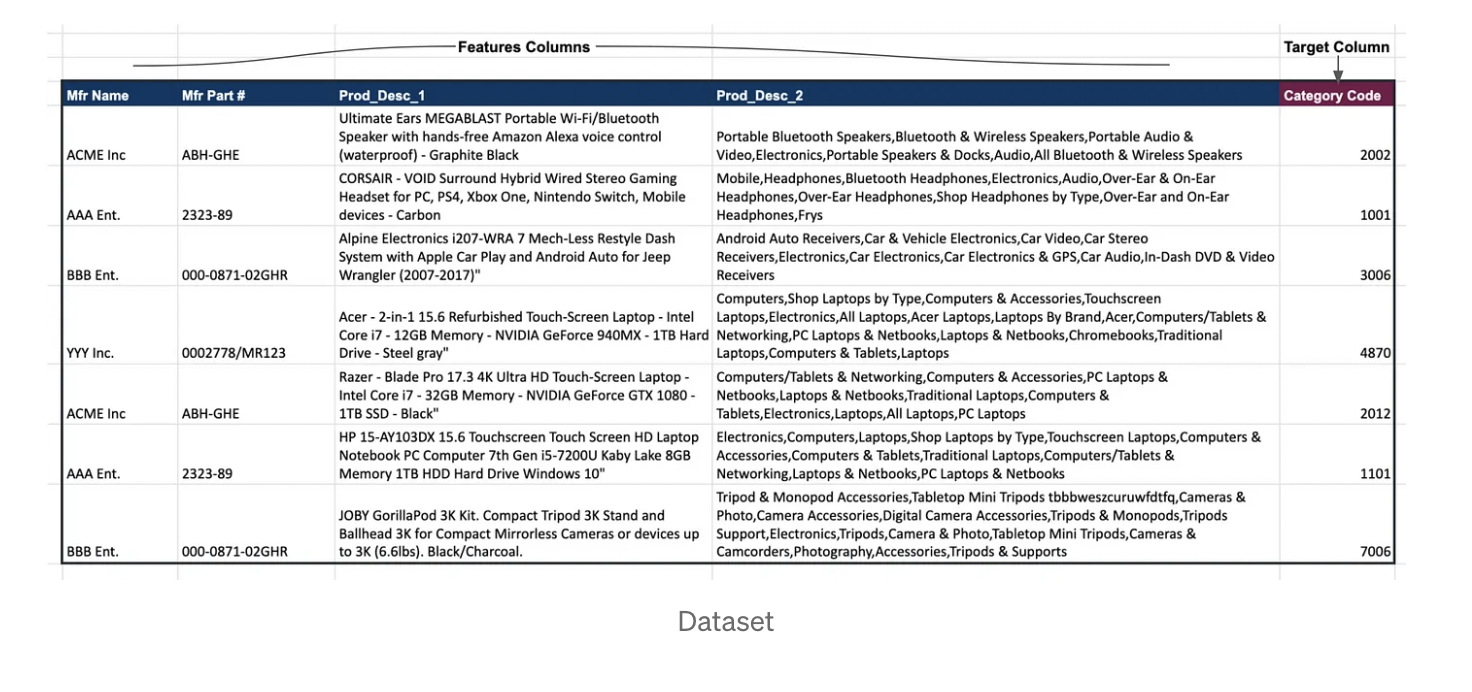 Features Columns
Target Column
Mfr Name
Mfr Part #
Prod_Desc_1
Prod_Desc_2
Category Code
ACME Inc
ABH-GHE
Ultimate Ears MEGABLAST Portable Wi-Fi/Bluetooth
Speaker with hands-free Amazon Alexa voice control
(waterproof) - Graphite Black
Portable Bluetooth Speakers,Bluetooth & Wireless Speakers,Portable Audio &
Video,Electronics,Portable Speakers & Docks,Audio,All Bluetooth & Wireless Speakers
2002
AAA Ent.
2323-89
CORSAIR - VOID Surround Hybrid Wired Stereo Gaming
Headset for PC, PS4, Xbox One, Nintendo Switch, Mobile
devices - Carbon
Mobile,Headphones,Bluetooth Headphones,Electronics,Audio,Over-Ear & On-Ear
Headphones,Over-Ear Headphones,Shop Headphones by Type,Over-Ear and On-Ear
Headphones,Frys
1001
BBB Ent.
000-0871-02GHR
Alpine Electronics i207-WRA 7 Mech-Less Restyle Dash
System with Apple Car Play and Android Auto for Jeep
Wrangler (2007-2017)"
Android Auto Receivers,Car & Vehicle Electronics,Car Video,Car Stereo
Receivers,Electronics,Car Electronics,Car Electronics & GPS,Car Audio,In-Dash DVD & Video
Receivers
3006
YYY Inc.
0002778/MR123
Acer - 2-in-1 15.6 Refurbished Touch-Screen Laptop - Intel
Core i7 - 12GB Memory - NVIDIA GeForce 940MX - 1TB Hard
Drive - Steel gray"
Computers,Shop Laptops by Type,Computers & Accessories,Touchscreen
Laptops,Electronics,All Laptops,Acer Laptops,Laptops By Brand,Acer,Computers/Tablets &
Networking,PC Laptops & Netbooks,Laptops & Netbooks,Chromebooks,Traditional
Laptops,Computers & Tablets,Laptops
4870
ACME Inc
ABH-GHE
Razer - Blade Pro 17.3 4K Ultra HD Touch-Screen Laptop -
Intel Core i7 - 32GB Memory - NVIDIA GeForce GTX 1080 -
1TB SSD - Black"
Computers/Tablets & Networking,Computers & Accessories,PC Laptops &
Netbooks,Laptops & Netbooks,Traditional Laptops,Computers &
Tablets,Electronics,Laptops,All Laptops,PC Laptops
2012
AAA Ent.
2323-89
HP 15-AY103DX 15.6 Touchscreen Touch Screen HD Laptop
Notebook PC Computer 7th Gen i5-7200U Kaby Lake 8GB
Memory 1TB HDD Hard Drive Windows 10"
Electronics,Computers,Laptops,Shop Laptops by Type,Touchscreen Laptops,Computers &
Accessories,Computers & Tablets,Traditional Laptops,Computers/Tablets &
Networking,Laptops & Netbooks,PC Laptops & Netbooks
1101
BBB Ent.
000-0871-02GHR
JOBY GorillaPod 3K Kit. Compact Tripod 3K Stand and
Ballhead 3K for Compact Mirrorless Cameras or devices up
to 3K (6.6lbs). Black/Charcoal.
Tripod & Monopod Accessories,Tabletop Mini Tripods tbbbweszcuruwfdtfq,Cameras &
Photo,Camera Accessories,Digital Camera Accessories,Tripods & Monopods,Tripods
Support,Electronics,Tripods,Camera & Photo,Tabletop Mini Tripods,Cameras &
Camcorders,Photography,Accessories,Tripods & Supports
7006
Dataset